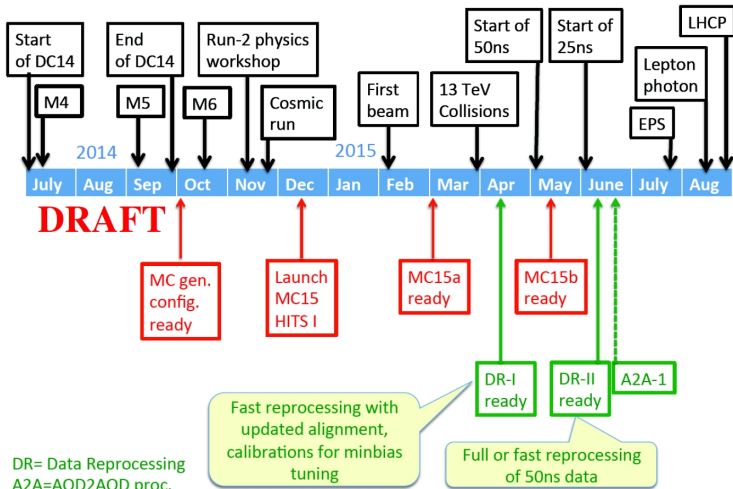 LHCP
Start
of DC14
End
of DC14
Run-2 physics
workshop
Start of
50ns
Start of
25ns
Lepton
photon
M4
M5
M6
Cosmic
run
First
beam
13 TeV
Collisions
EPS
2014
2015
July Aug Sep Oct Nov Dec Jan Feb Mar Apr May June July Aug
DRAFT
MC gen.
config.
ready
Launch
MC15
HITS I
MC15a
ready
MC15b
ready
DR-I
ready
DR-II
ready
A2A-1
Fast reprocessing with
updated alignment,
calibrations for minbias
tuning
Full or fast reprocessing
of 50ns data
DR= Data Reprocessing
A2A=AOD2AOD proc.